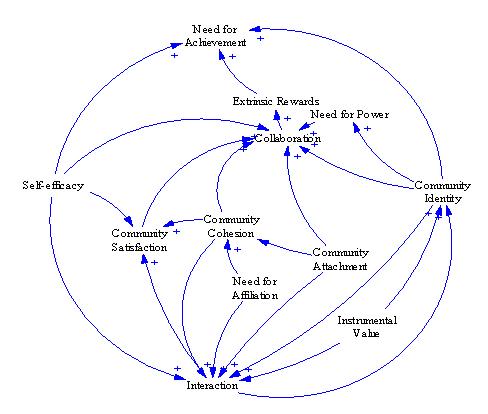 Need for
Achievement
+
+
+
Extrinsic Rewards
+
Need for Power
+
Collaboration
+
+
+
+
+
Self-efficacy
Community
Identity
+
+
Community
Satisfaction
+
+
Community
Cohesion
+
Community
Attachment
Need for
Affiliation
Instrumental
Value
+
+
+
+
Interaction